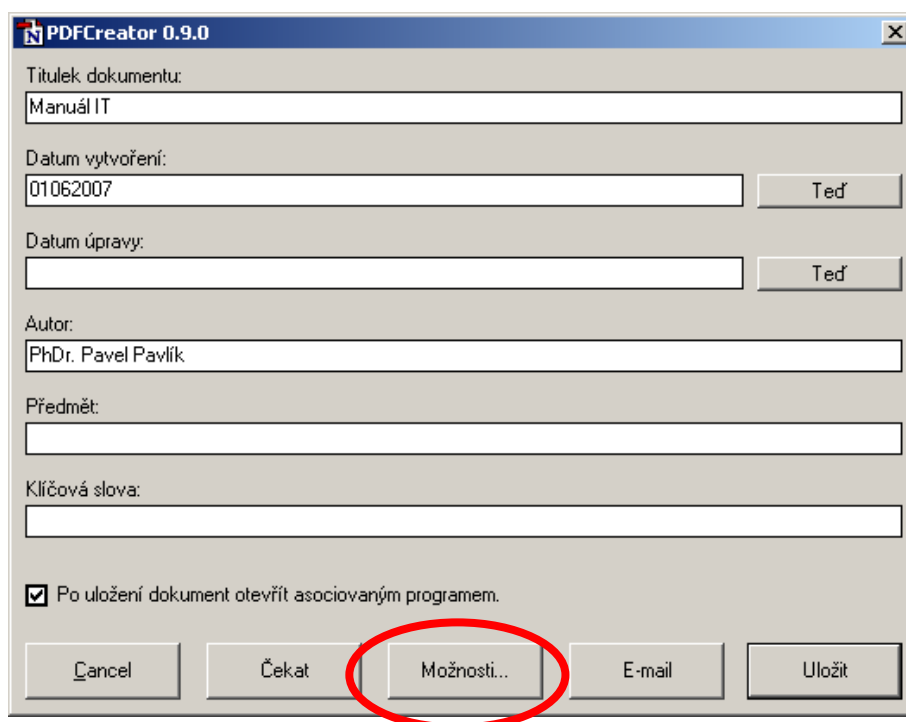 PDFCreator 0.9.0
Titulek dokumentu:
Manuál IT
Datum vytvoření:
01062007
Teď
Datum úpravy:
Teď
Autor:
PhDr. Pavel Pavlík
Předmět:
Klíčová slova:
Po uložení dokument otevřít asociovaným programem.
Cancel Čekat Možnosti... E-mail Uložit